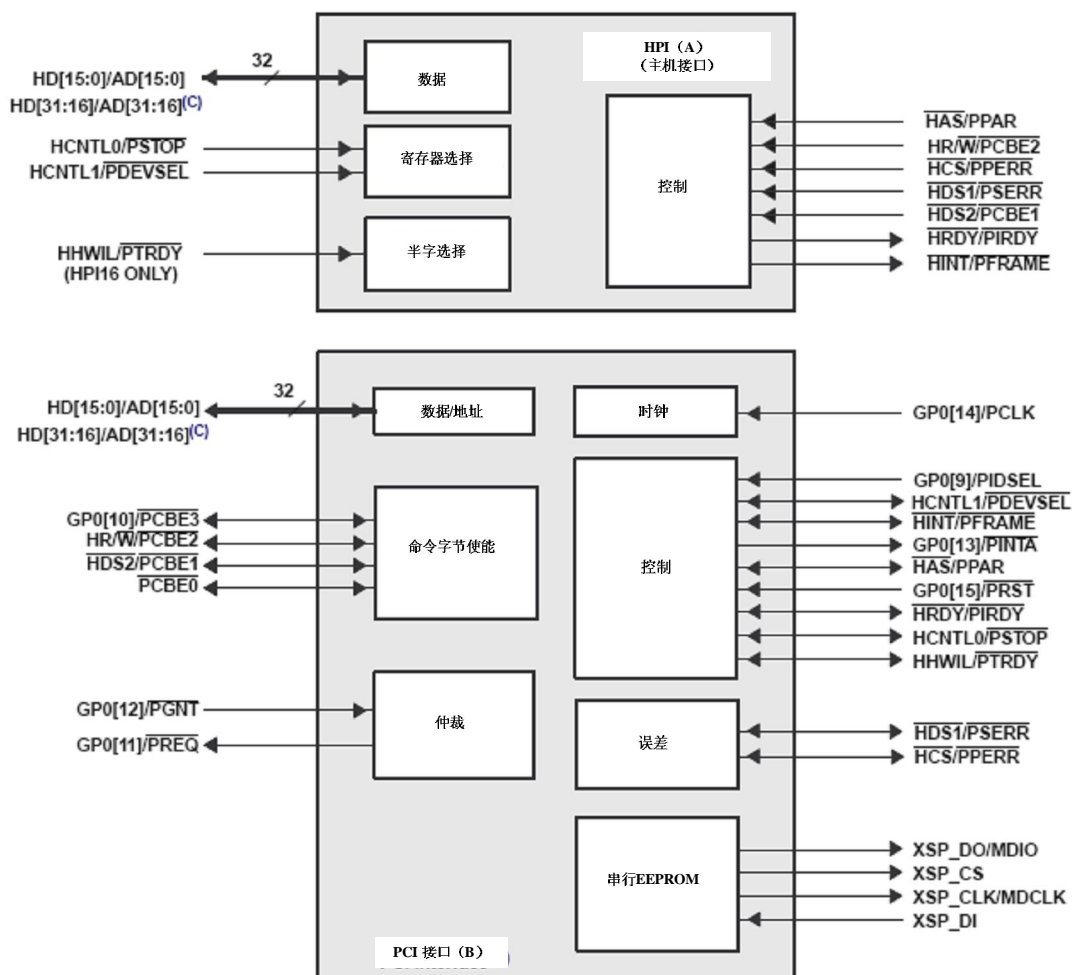 HPI（A）
（主机接口）
32
HD[15:0]/AD[15:0]
HD[31:16]/AD[31:16](C)
数据
HCNTL0/PSTOP
HCNTL1/PDEVSEL
寄存器选择
HHWIL/PTRDY
(HPI16 ONLY)
半字选择
控制
HAS/PPAR
HR/W/PCBE2
HCS/PPERR
HDS1/PSERR
HDS2/PCBE1
HRDY/PIRDY
HINT/PFRAME
32
HD[15:0]/AD[15:0]
HD[31:16]/AD[31:16](C)
数据/地址
时钟
GP0[14]/PCLK
GP0[10]/PCBE3
HR/W/PCBE2
HDS2/PCBE1
PCBE0
命令字节使能
控制
GP0[9]/PIDSEL
HCNTL1/PDEVSEL
HINT/PFRAME
GP0[13]/PINTA
HAS/PPAR
GP0[15]/PRST
HRDY/PIRDY
HCNTL0/PSTOP
HHWIL/PTRDY
GP0[12]/PGNT
GP0[11]/PREQ
仲裁
误差
HDS1/PSERR
HCS/PPERR
串行EEPROM
XSP_DO/MDIO
XSP_CS
XSP_CLK/MDCLK
XSP_DI
PCI 接口（B）